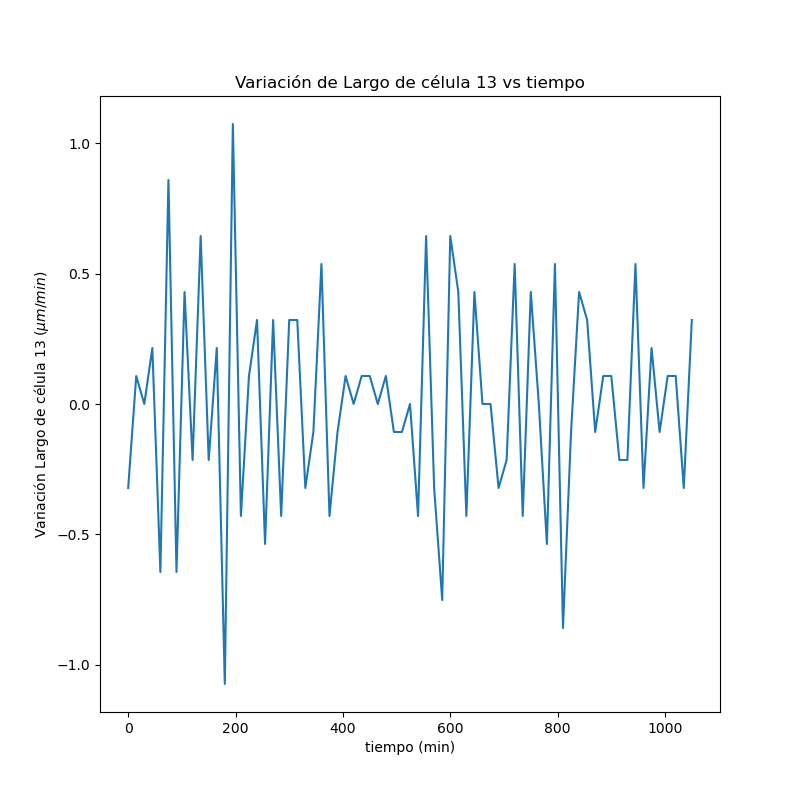 Variación de Largo de célula 13 vs tiempo
Variación Largo de célula 13 (μm/min)
1.0
0.5
0.0
−0.5
−1.0
0 200 400 600 800 1000
tiempo (min)